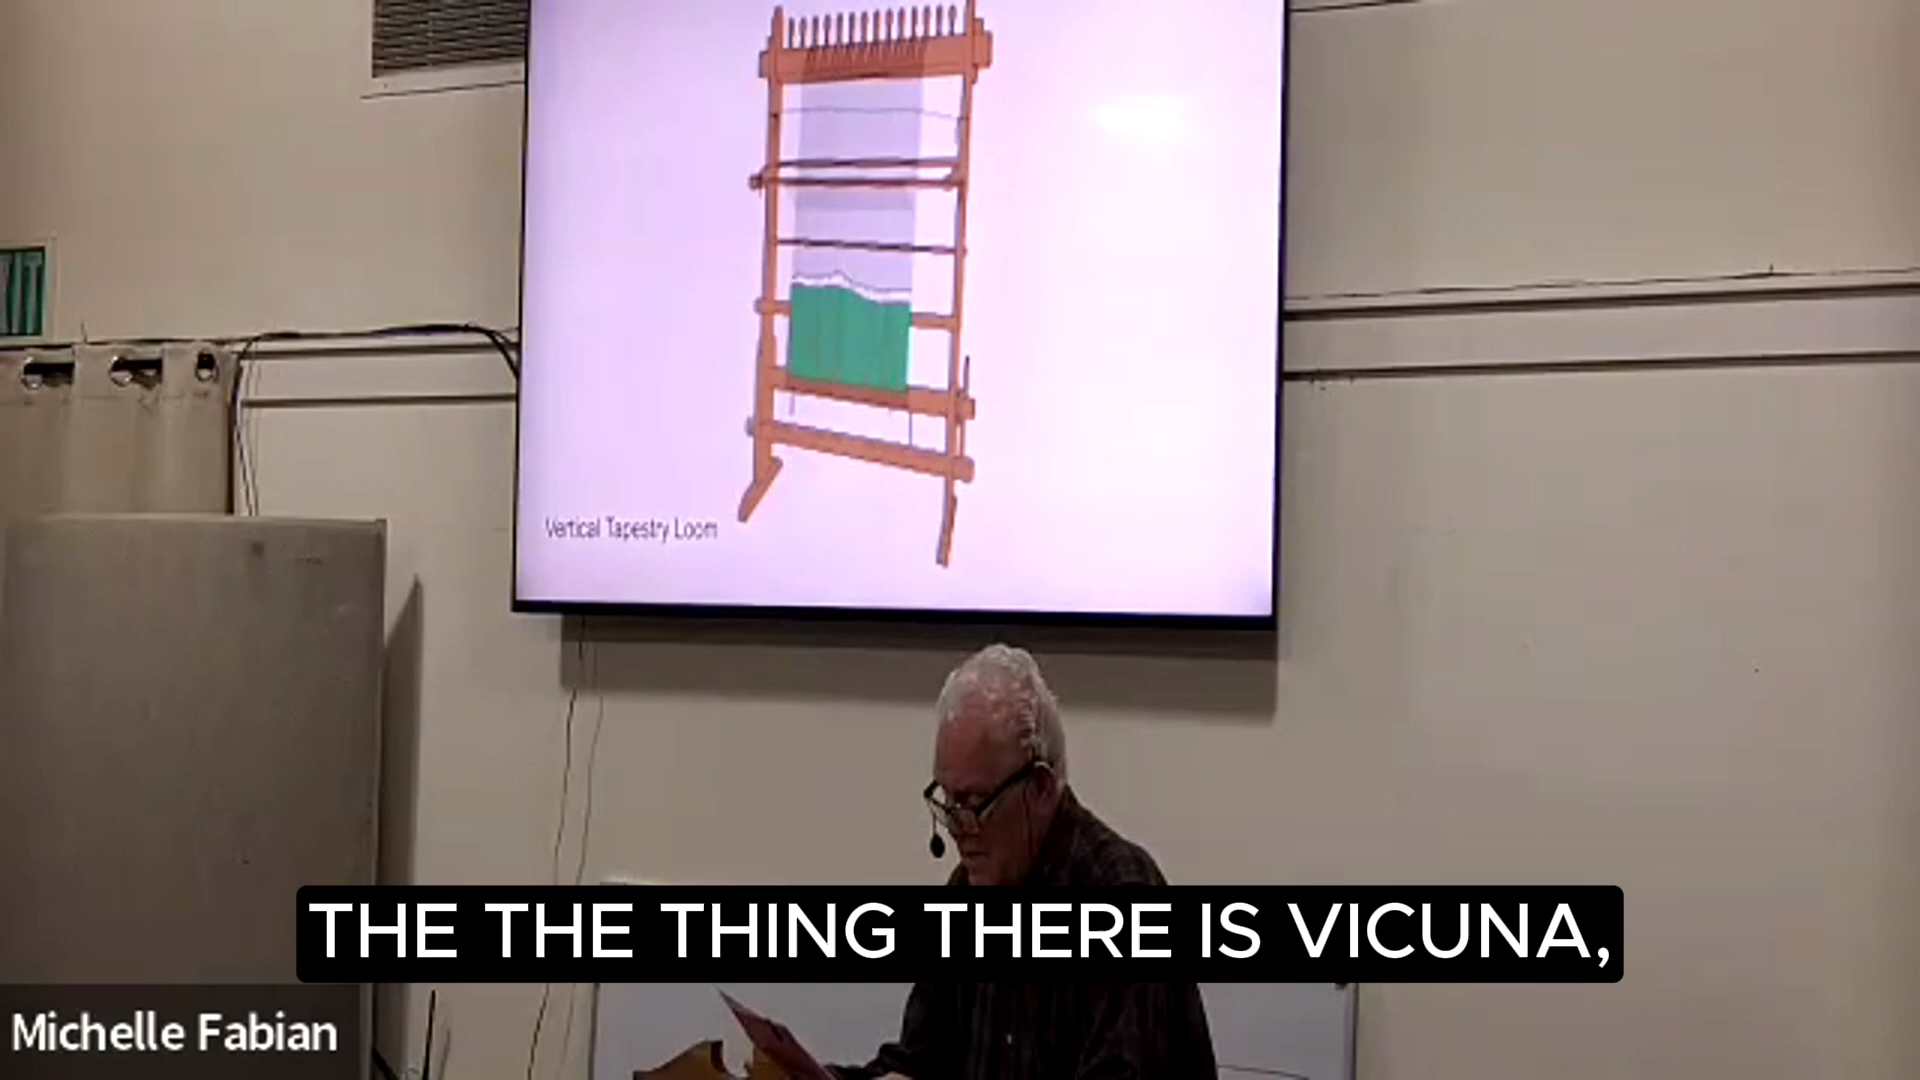 Vertical Tapestry Loom
THE THE THING THERE IS VICUNA,
Michelle Fabian